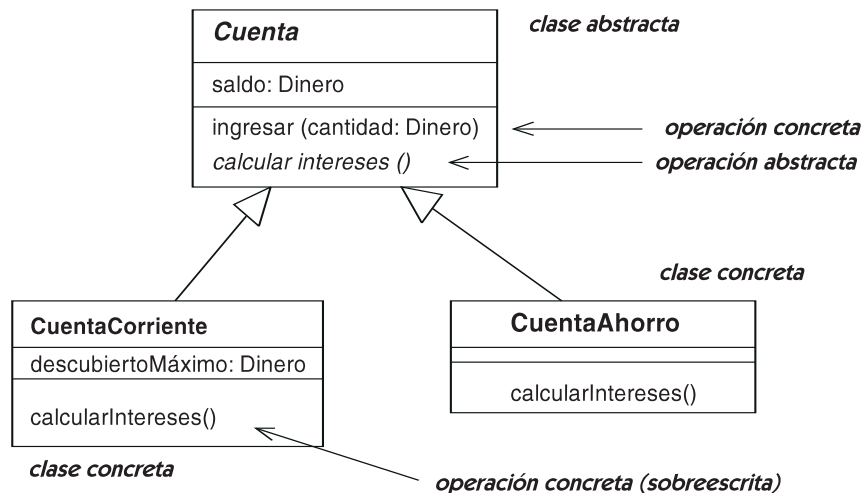 Cuenta
clase abstracta
saldo: Dinero
ingresar (cantidad: Dinero)
operación concreta
calcular intereses ()
operación abstracta
clase concreta
CuentaCorriente
descubiertoMáximo: Dinero
calcularIntereses()
clase concreta
CuentaAhorro
calcularIntereses()
operación concreta (sobreescrita)